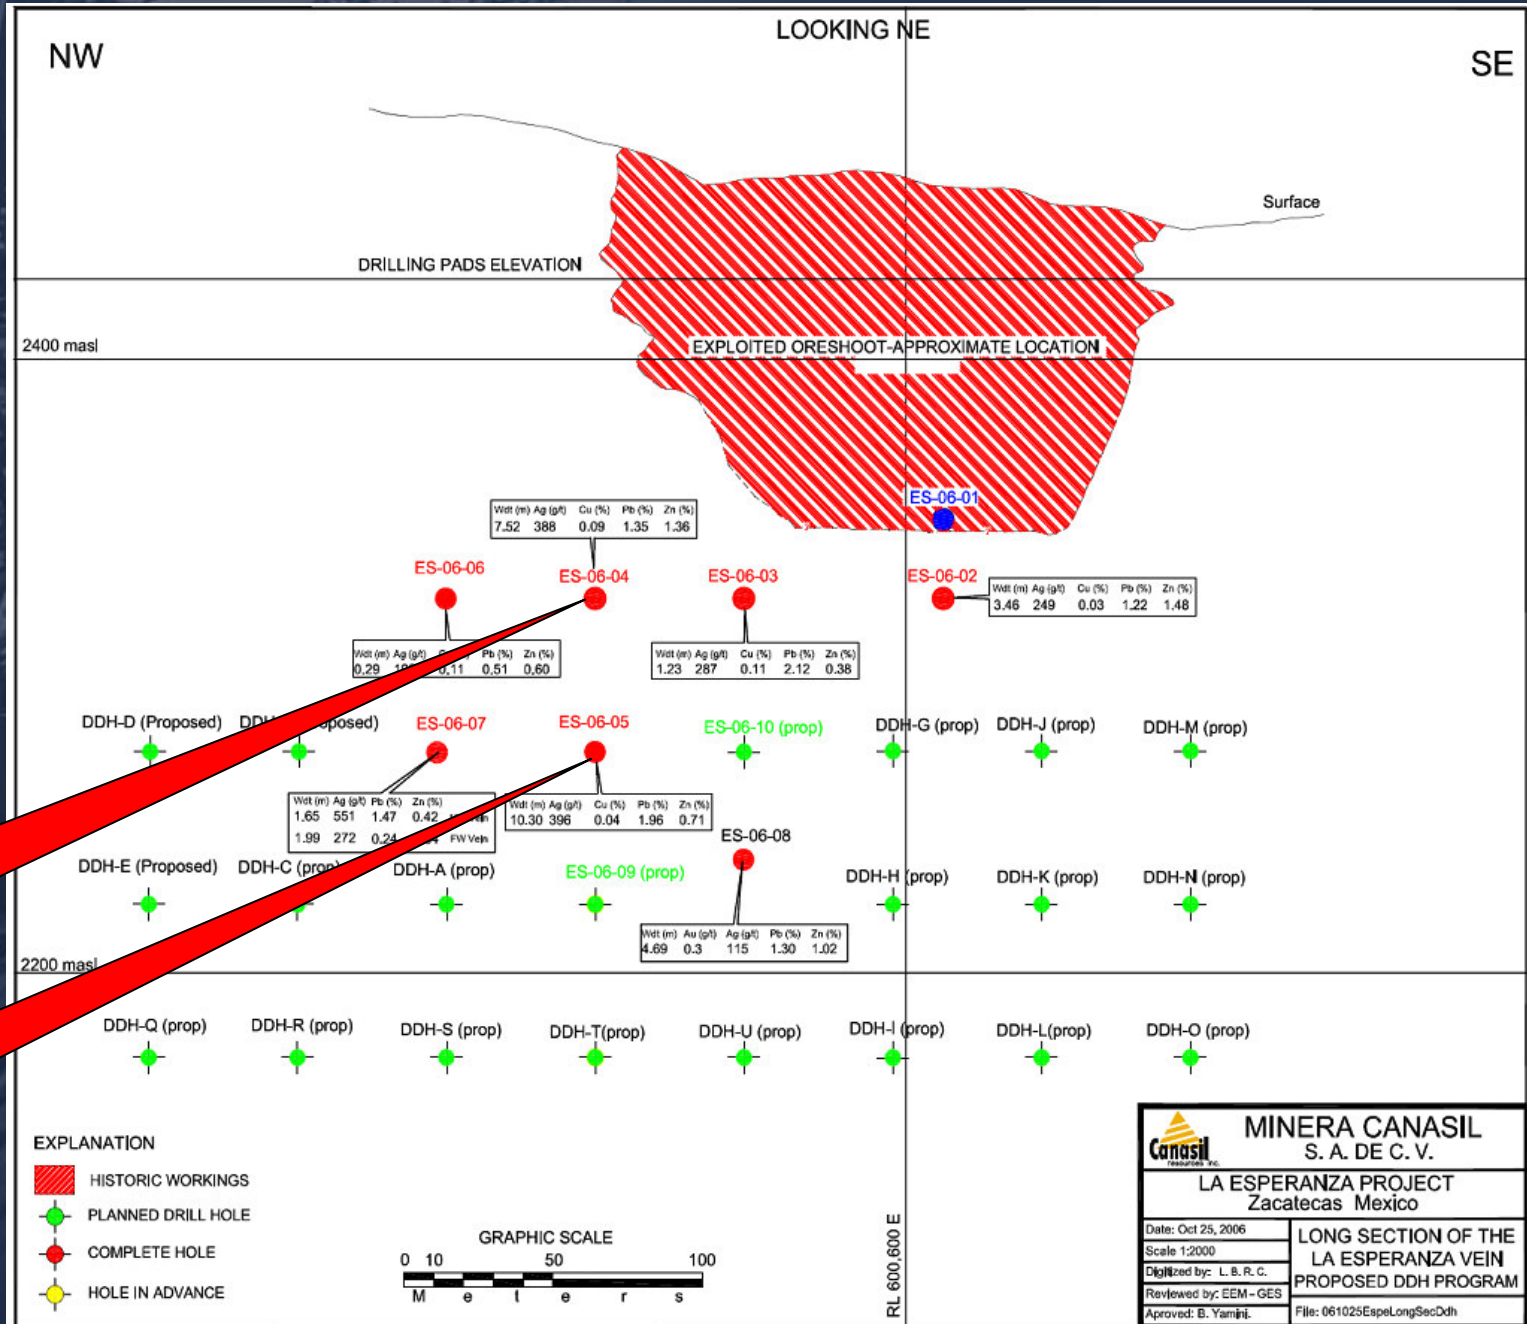 LOOKING NE
NW
SE
Surface
DRILLING PADS ELEVATION
2400 masl
EXPLOITED ORESHOOT-APPROXIMATE LOCATION
ES-06-01
Wdt (m) Ag (g/t) Cu (%) Pb (%) Zn (%)
7.52 388 0.09 1.35 1.36
ES-06-06
ES-06-04
ES-06-03
ES-06-02
Wdt (m) Ag (g/t) Cu (%) Pb (%) Zn (%)
3.46 249 0.03 1.22 1.48
Wdt (m) Ag (g/t) (%) Pb (%) Zn (%)
0.29 0.11 0.51 0.60
Wdt (m) Ag (g/t) Cu (%) Pb (%) Zn (%)
1.23 287 0.11 2.12 0.38
DDH-D (Proposed)
ES-06-07
ES-06-05
ES-06-10 (prop)
DDH-G (prop)
DDH-J (prop)
DDH-M (prop)
Wdt (m) Ag (g/t) Pb (%) Zn (%)
1.65 551 1.47 0.42
1.99 272 0.24 FW Vein
Wdt (m) Ag (g/t) Cu (%) Pb (%) Zn (%)
10.30 396 0.04 1.96 0.71
ES-06-08
DDH-E (Proposed)
DDH-C (prop)
DDH-A (prop)
ES-06-09 (prop)
DDH-H (prop)
DDH-K (prop)
DDH-N (prop)
Wdt (m) Au (g/t) Ag (g/t) Pb (%) Zn (%)
4.69 0.3 115 1.30 1.02
2200 masl
DDH-Q (prop)
DDH-R (prop)
DDH-S (prop)
DDH-T(prop)
DDH-U (prop)
DDH-I (prop)
DDH-L(prop)
DDH-O (prop)
EXPLANATION
HISTORIC WORKINGS
PLANNED DRILL HOLE
COMPLETE HOLE
HOLE IN ADVANCE
GRAPHIC SCALE
0 10 50 100
M e t e r s
RL 600,600 E
Canasil
resources inc.
MINERA CANASIL
S. A. DE C. V.
LA ESPERANZA PROJECT
Zacatecas Mexico
Date: Oct 25, 2006
Scale 1:2000
Digitized by: L. B. R. C.
Reviewed by: EEM - GES
Aproved: B. Yamini.
LONG SECTION OF THE
LA ESPERANZA VEIN
PROPOSED DDH PROGRAM
File: 061025EspeLongSecDdh